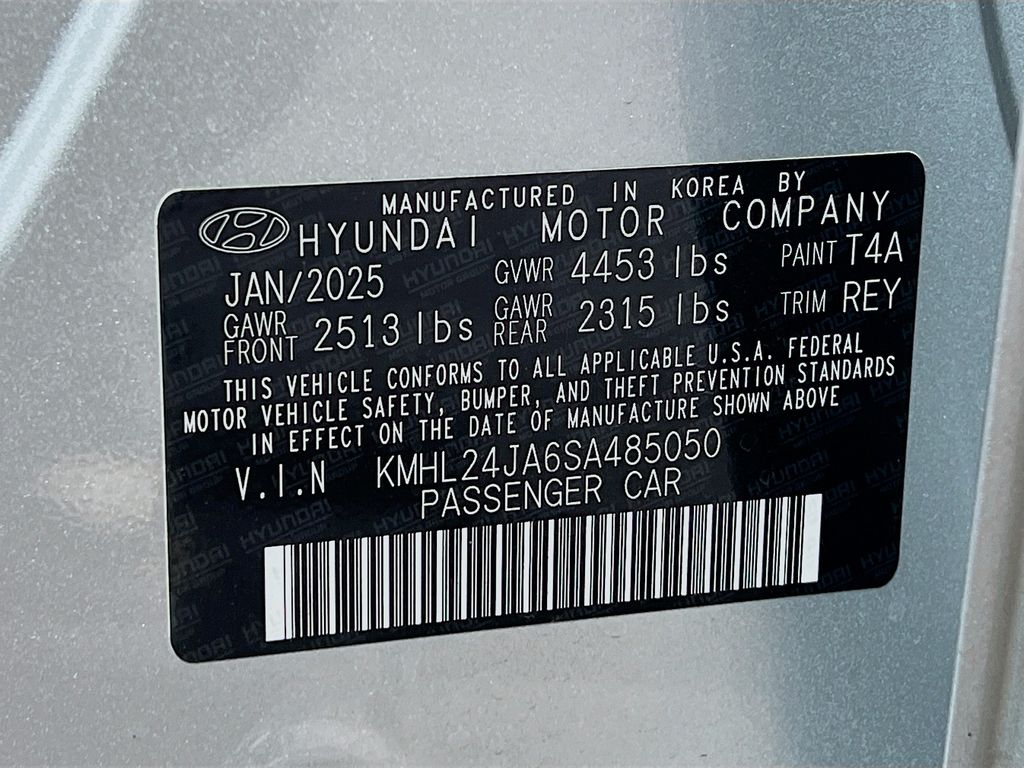 MANUFACTURED IN KOREA BY
HYUNDAI MOTOR COMPANY
JAN/2025 GVWR 4453 lbs PAINT T4A
GAWR FRONT 2513 lbs GAWR REAR 2315 lbs TRIM REY
THIS VEHICLE CONFORMS TO ALL APPLICABLE U.S.A. FEDERAL
MOTOR VEHICLE SAFETY, BUMPER, AND THEFT PREVENTION STANDARDS
IN EFFECT ON THE DATE OF MANUFACTURE SHOWN ABOVE
V.I.N KMHL24JA6SA485050
PASSENGER CAR